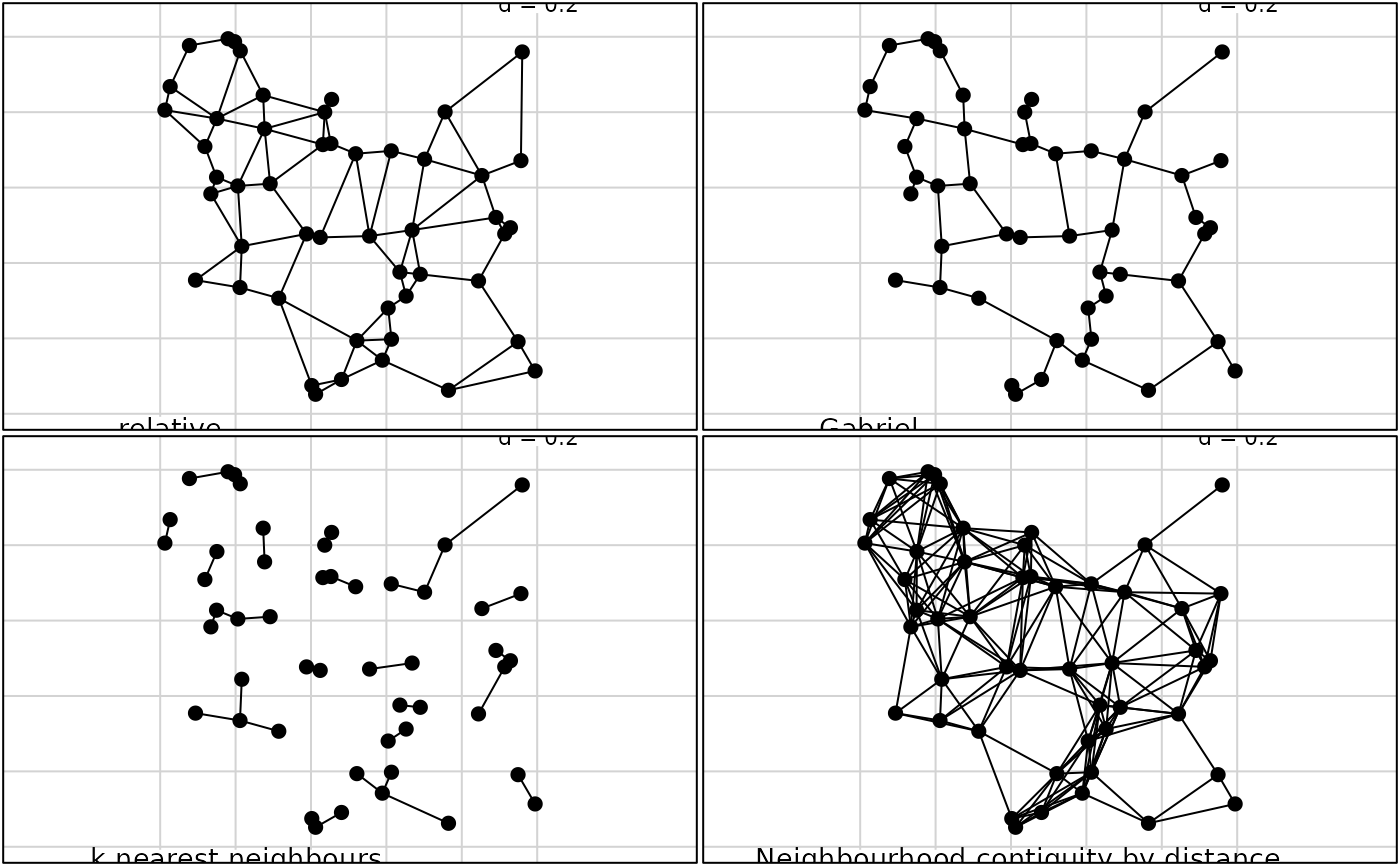 d = 0.2
d = 0.2
relative
Gabriel
d = 0.2
d = 0.2
k nearest neighbours
Neighbourhood contiguity by distance